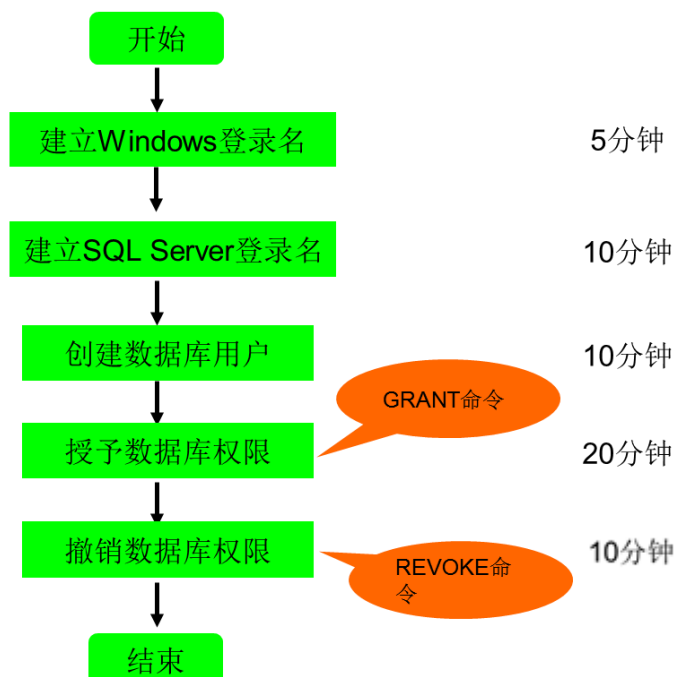 开始
建立Windows登录名
5分钟
建立SQL Server登录名
10分钟
创建数据库用户
10分钟
GRANT命令
授予数据库权限
20分钟
撤销数据库权限
10分钟
REVOKE命
令
结束